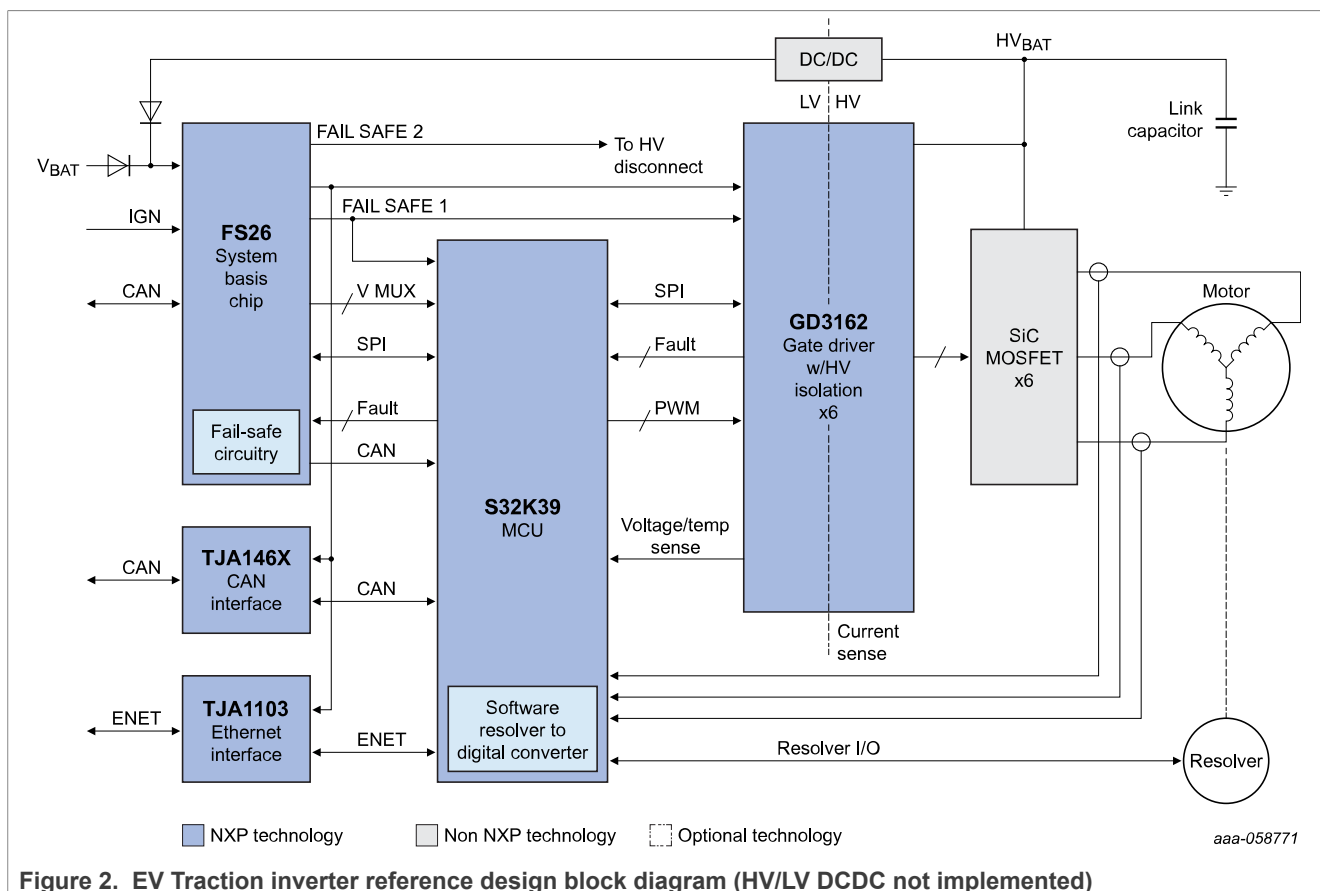 DC/DC
HVBAT
LV
HV
Link
capacitor
FAIL SAFE 2
To HV
disconnect
VBAT
IGN
FAIL SAFE 1
FS26
System
basis
chip
CAN
V MUX
SPI
SPI
Fault
Fault
PWM
CAN
Fail-safe
circuitry
GD3162
Gate driver
w/HV
isolation
x6
SiC
MOSFET
x6
Motor
S32K39
MCU
Voltage/temp
sense
TJA146X
CAN
interface
CAN
CAN
Current
sense
TJA1103
Ethernet
interface
ENET
ENET
Software
resolver to
digital converter
Resolver I/O
Resolver
NXP technology
Non NXP technology
Optional technology
aaa-058771
Figure 2. EV Traction inverter reference design block diagram (HV/LV DCDC not implemented)